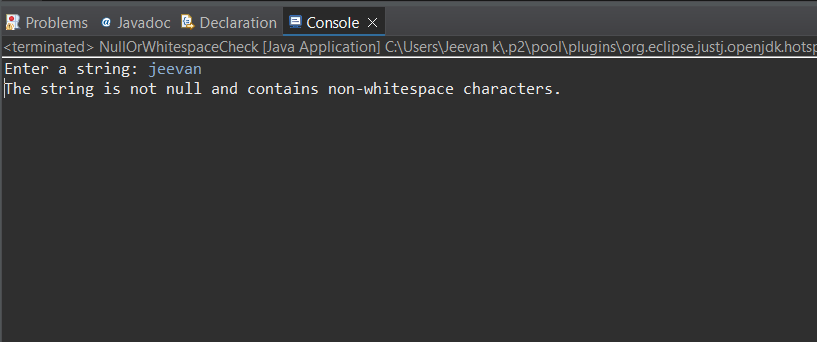 Problems @ Javadoc Declaration Console
<terminated> NullOrWhitespaceCheck [Java Application] C:\Users\Jeevan k\.p2\pool\plugins\org.eclipse.justj.openjdk.hotsp
Enter a string: jeevan
The string is not null and contains non-whitespace characters.